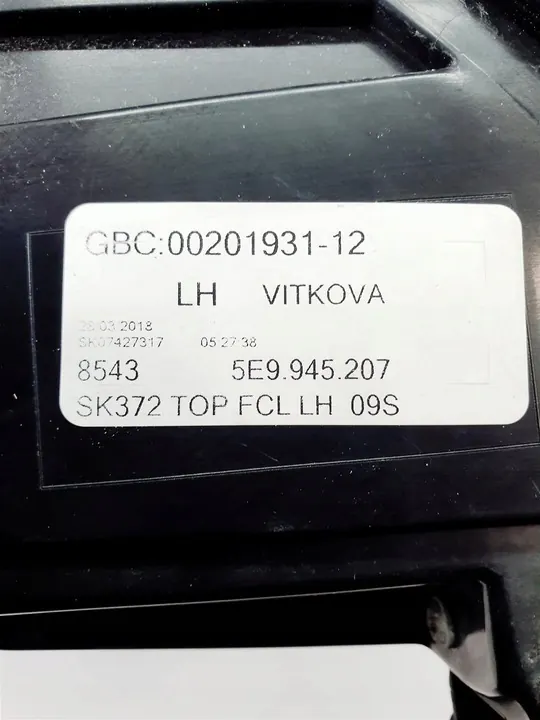 GBC:00201931-12
LH VITKOVA
28.03.2018
SK07427317 05:27:38
8543 5E9.945.207
SK372 TOP FCL LH 09S